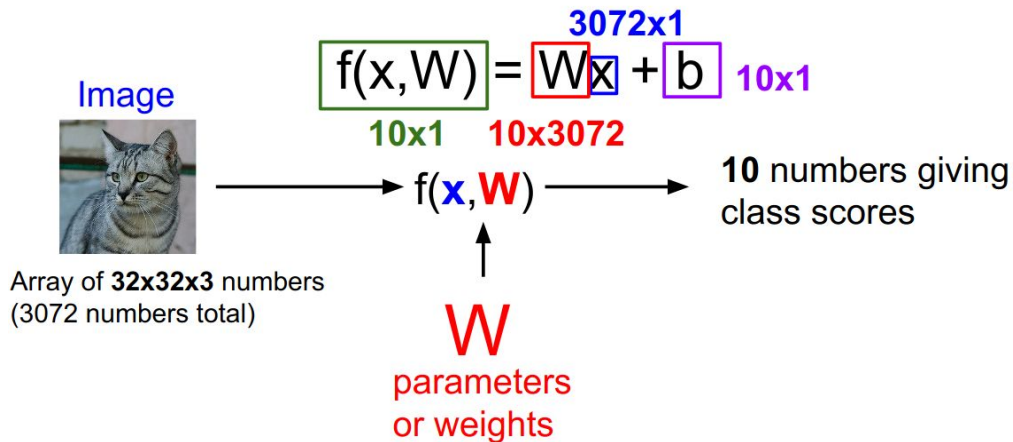 3072x1
f(x,W) = Wx + b 10x1
10x1 10x3072
Image
f(x,W)
10 numbers giving
class scores
Array of 32x32x3 numbers
(3072 numbers total)
W
parameters
or weights